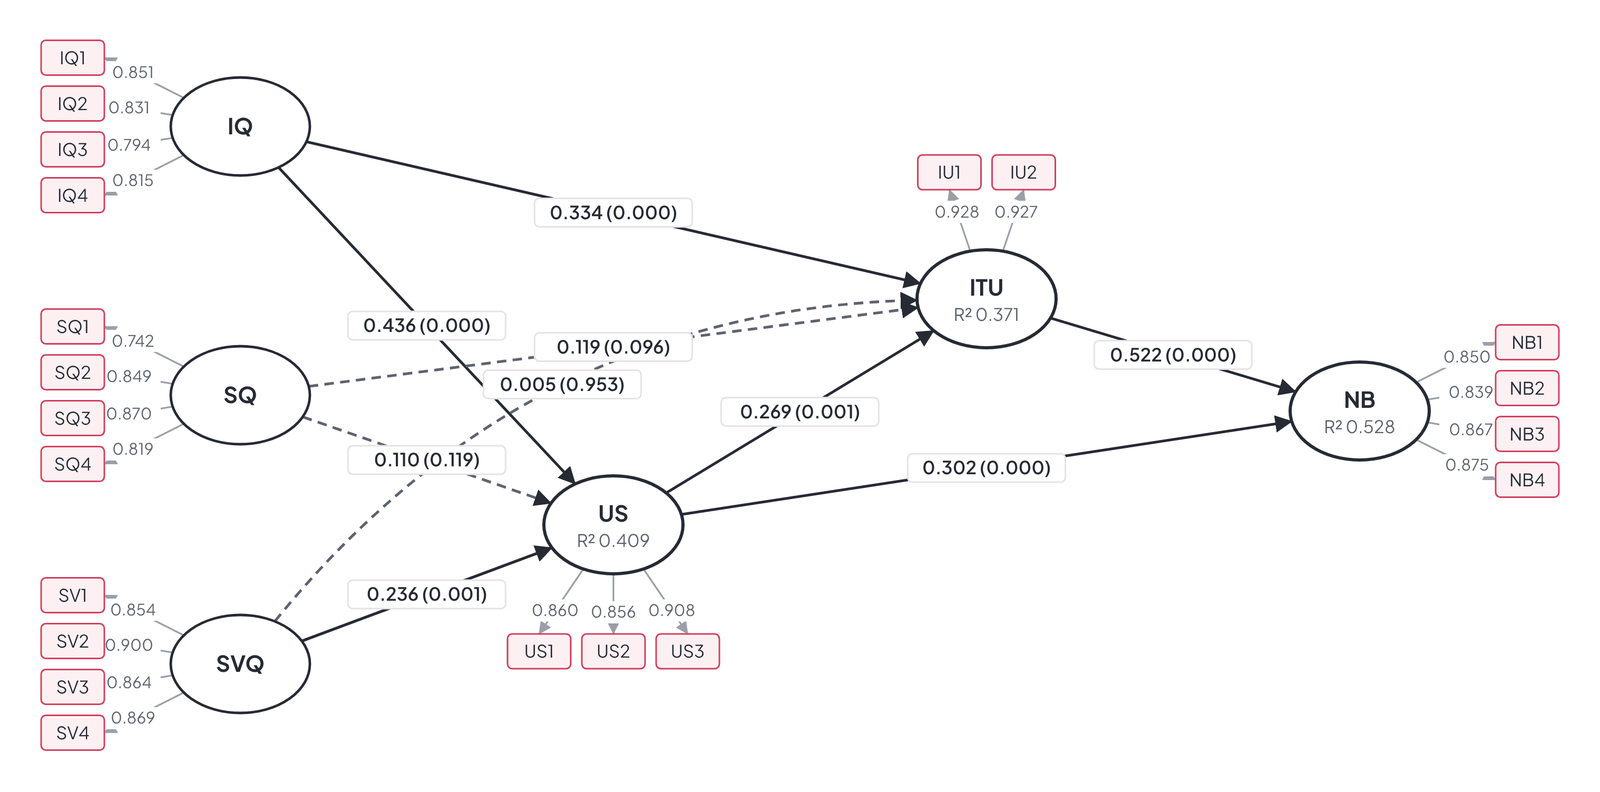 IQ1
0.851
IQ2
0.831
IQ3
0.794
IQ4
0.815
IQ
0.334 (0.000)
0.436 (0.000)
SQ1
0.742
SQ2
0.849
SQ3
0.870
SQ4
0.819
SQ
0.119 (0.096)
0.005 (0.953)
0.110 (0.119)
SV1
0.854
SV2
0.900
SV3
0.864
SV4
0.869
SVQ
0.236 (0.001)
US
R² 0.409
0.860
0.856
0.908
US1
US2
US3
0.269 (0.001)
0.302 (0.000)
IU1
IU2
0.928
0.927
ITU
R² 0.371
0.522 (0.000)
NB
R² 0.528
NB1
0.850
NB2
0.839
NB3
0.867
NB4
0.875